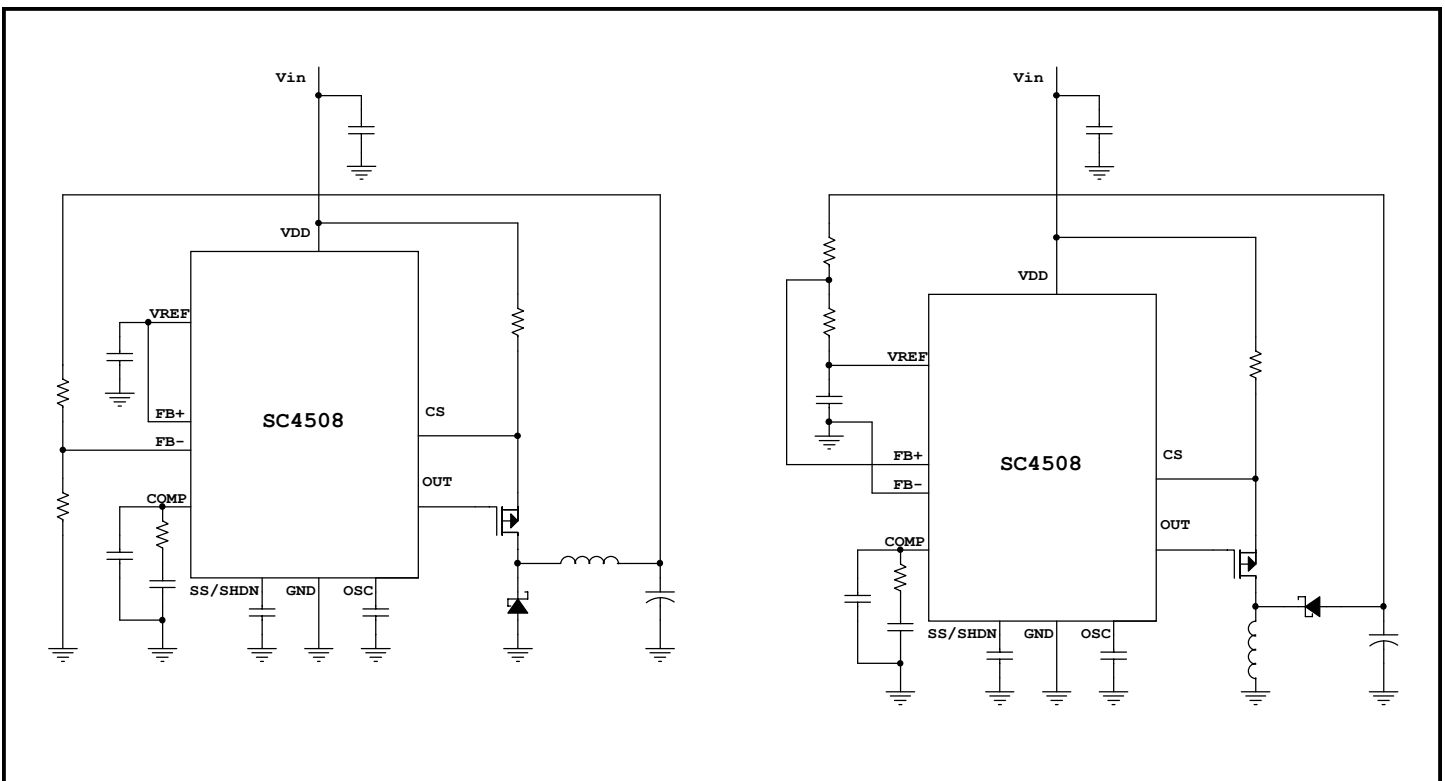 Vin
VDD
VREF
FB+
FB-
CS
SC4508
OUT
COMP
SS/SHDN GND OSC
Vin
VDD
VREF
FB+
FB-
CS
SC4508
OUT
COMP
SS/SHDN GND OSC